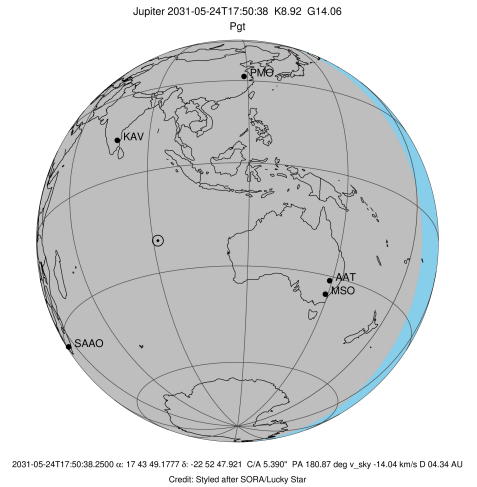 Jupiter 2031-05-24T17:50:38 K8.92 G14.06
Pgt
PMO
KAV
AAT
MSO
SAAO
2031-05-24T17:50:38.2500 α: 17 43 49.1777 δ: -22 52 47.921 C/A 5.390" PA 180.87 deg v_sky -14.04 km/s D 04.34 AU
Credit: Styled after SORA/Lucky Star